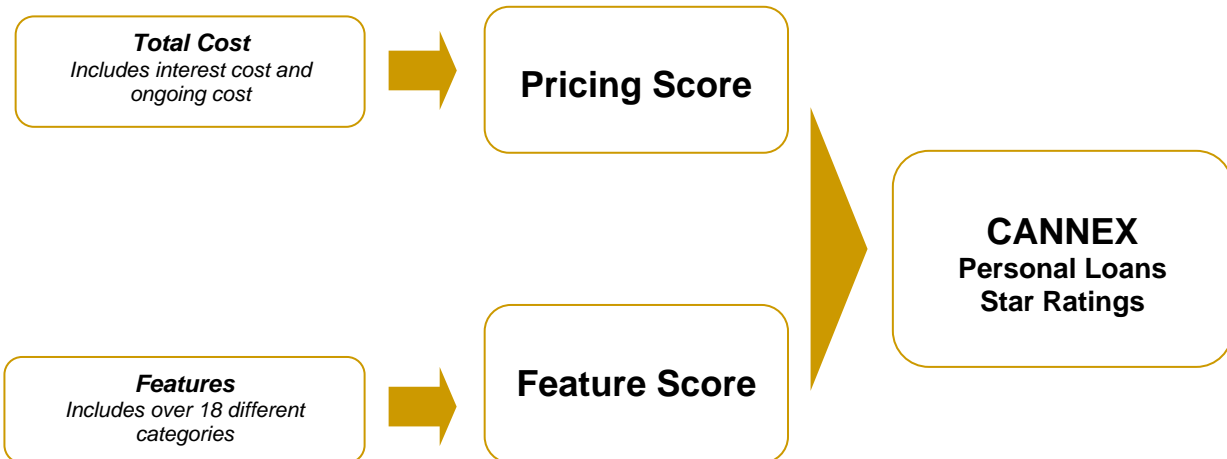 Total Cost
Includes interest cost and
ongoing cost
Pricing Score
CANNEX
Personal Loans
Star Ratings
Features
Includes over 18 different
categories
Feature Score